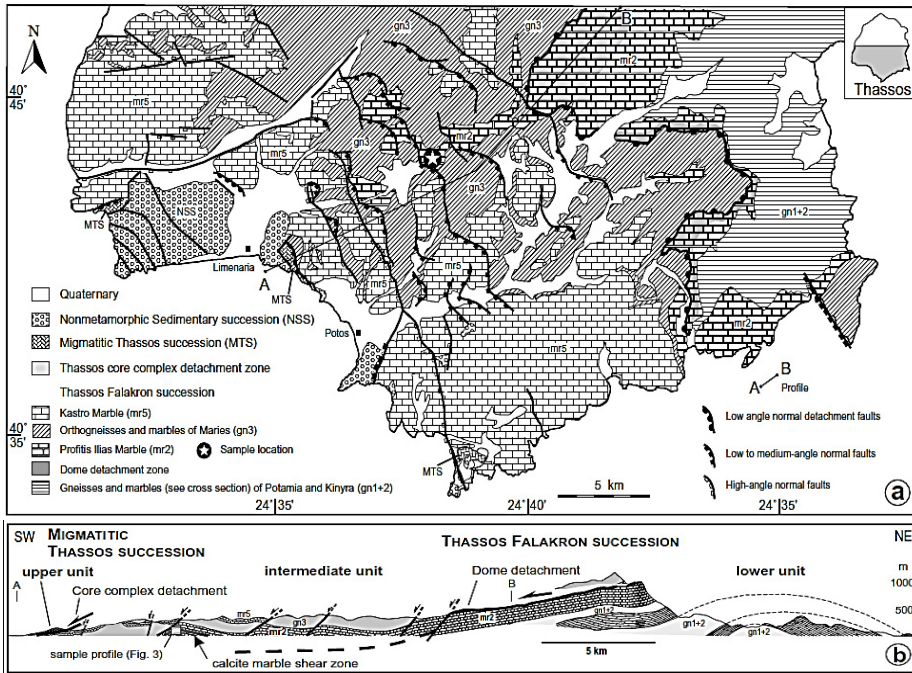 N
B
gn3
mr5
40°
45'
mr2
Thassos
gn3
mr2
mr5
gn3
gn1+2
MTS
NSS
Limenaria
A
MTS
mr5
mr5
Quaternary
Nonmetamorphic Sedimentary succession (NSS)
Migmatitic Thassos succession (MTS)
Thassos core complex detachment zone
Thassos Falakron succession
Kastro Marble (mr5)
Orthogneisses and marbles of Maries (gn3)
Profitis Ilias Marble (mr2)
Sample location
Dome detachment zone
Gneisses and marbles (see cross section) of Potamia and Kinyra (gn1+2)
Potos
mr5
mr2
B
A
Profile
40°
35'
MTS
Low angle normal detachment faults
Low to medium-angle normal faults
High-angle normal faults
5 km
24°35'
24°40'
a
SW
MIGMATITIC
THASSOS SUCCESSION
THASSOS FALAKRON SUCCESSION
NE
upper unit
intermediate unit
Dome detachment
lower unit
m
A
Core complex detachment
B
1000
mr5
gn3
mr2
mr2
gn1+2
500
gn1+2
gn1+2
gn1+2
sample profile (Fig. 3)
calcite marble shear zone
5 km
b